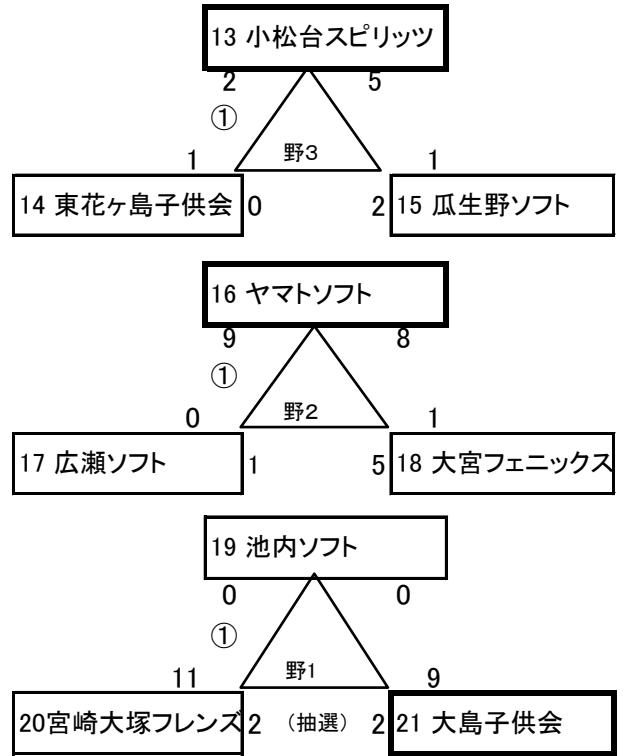 13 小松台スピリッツ
2 5
①
1 野3 1
14 東花ヶ島子供会 0 2 15 瓜生野ソフト
16 ヤマトソフト
9 8
①
0 野2 1
17 広瀬ソフト 1 5 18 大宮フェニックス
19 池内ソフト
0 0
①
11 野1 9
20宮崎大塚フレンズ 2 （抽選） 2 21 大島子供会